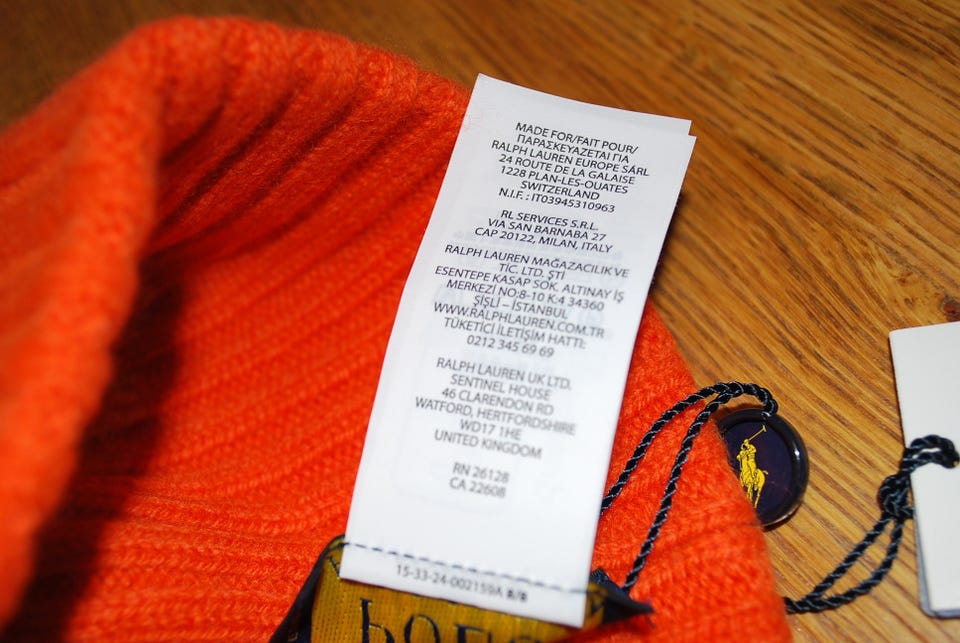 MADE FOR/FAIT POUR/
ΠΑΡΑΣΚΕΥΑΖΕΤΑΙ ΓΙΑ
RALPH LAUREN EUROPE SÁRL
24 ROUTE DE LA GALAISE
1228 PLAN-LES-OUATES
SWITZERLAND
N.I.F. : IT03945310963
RL SERVICES S.R.L.
VIA SAN BARNABA 27
CAP 20122, MILAN, ITALY
RALPH LAUREN MAĞAZACILIK VE
TİC. LTD. ŞTİ
ESENTEPE KASAP SOK. ALTINAY İŞ
MERKEZİ NO:8-10 K:4 34360
ŞİŞLİ – İSTANBUL
WWW.RALPHLAUREN.COM.TR
TÜKETİCİ İLETİŞİM HATTI:
0212 345 69 69
RALPH LAUREN UK LTD,
SENTINEL HOUSE
46 CLARENDON RD
WATFORD, HERTFORDSHIRE
WD17 1HE
UNITED KINGDOM
RN 26128
CA 22608
15-33-24-002159A 8/8